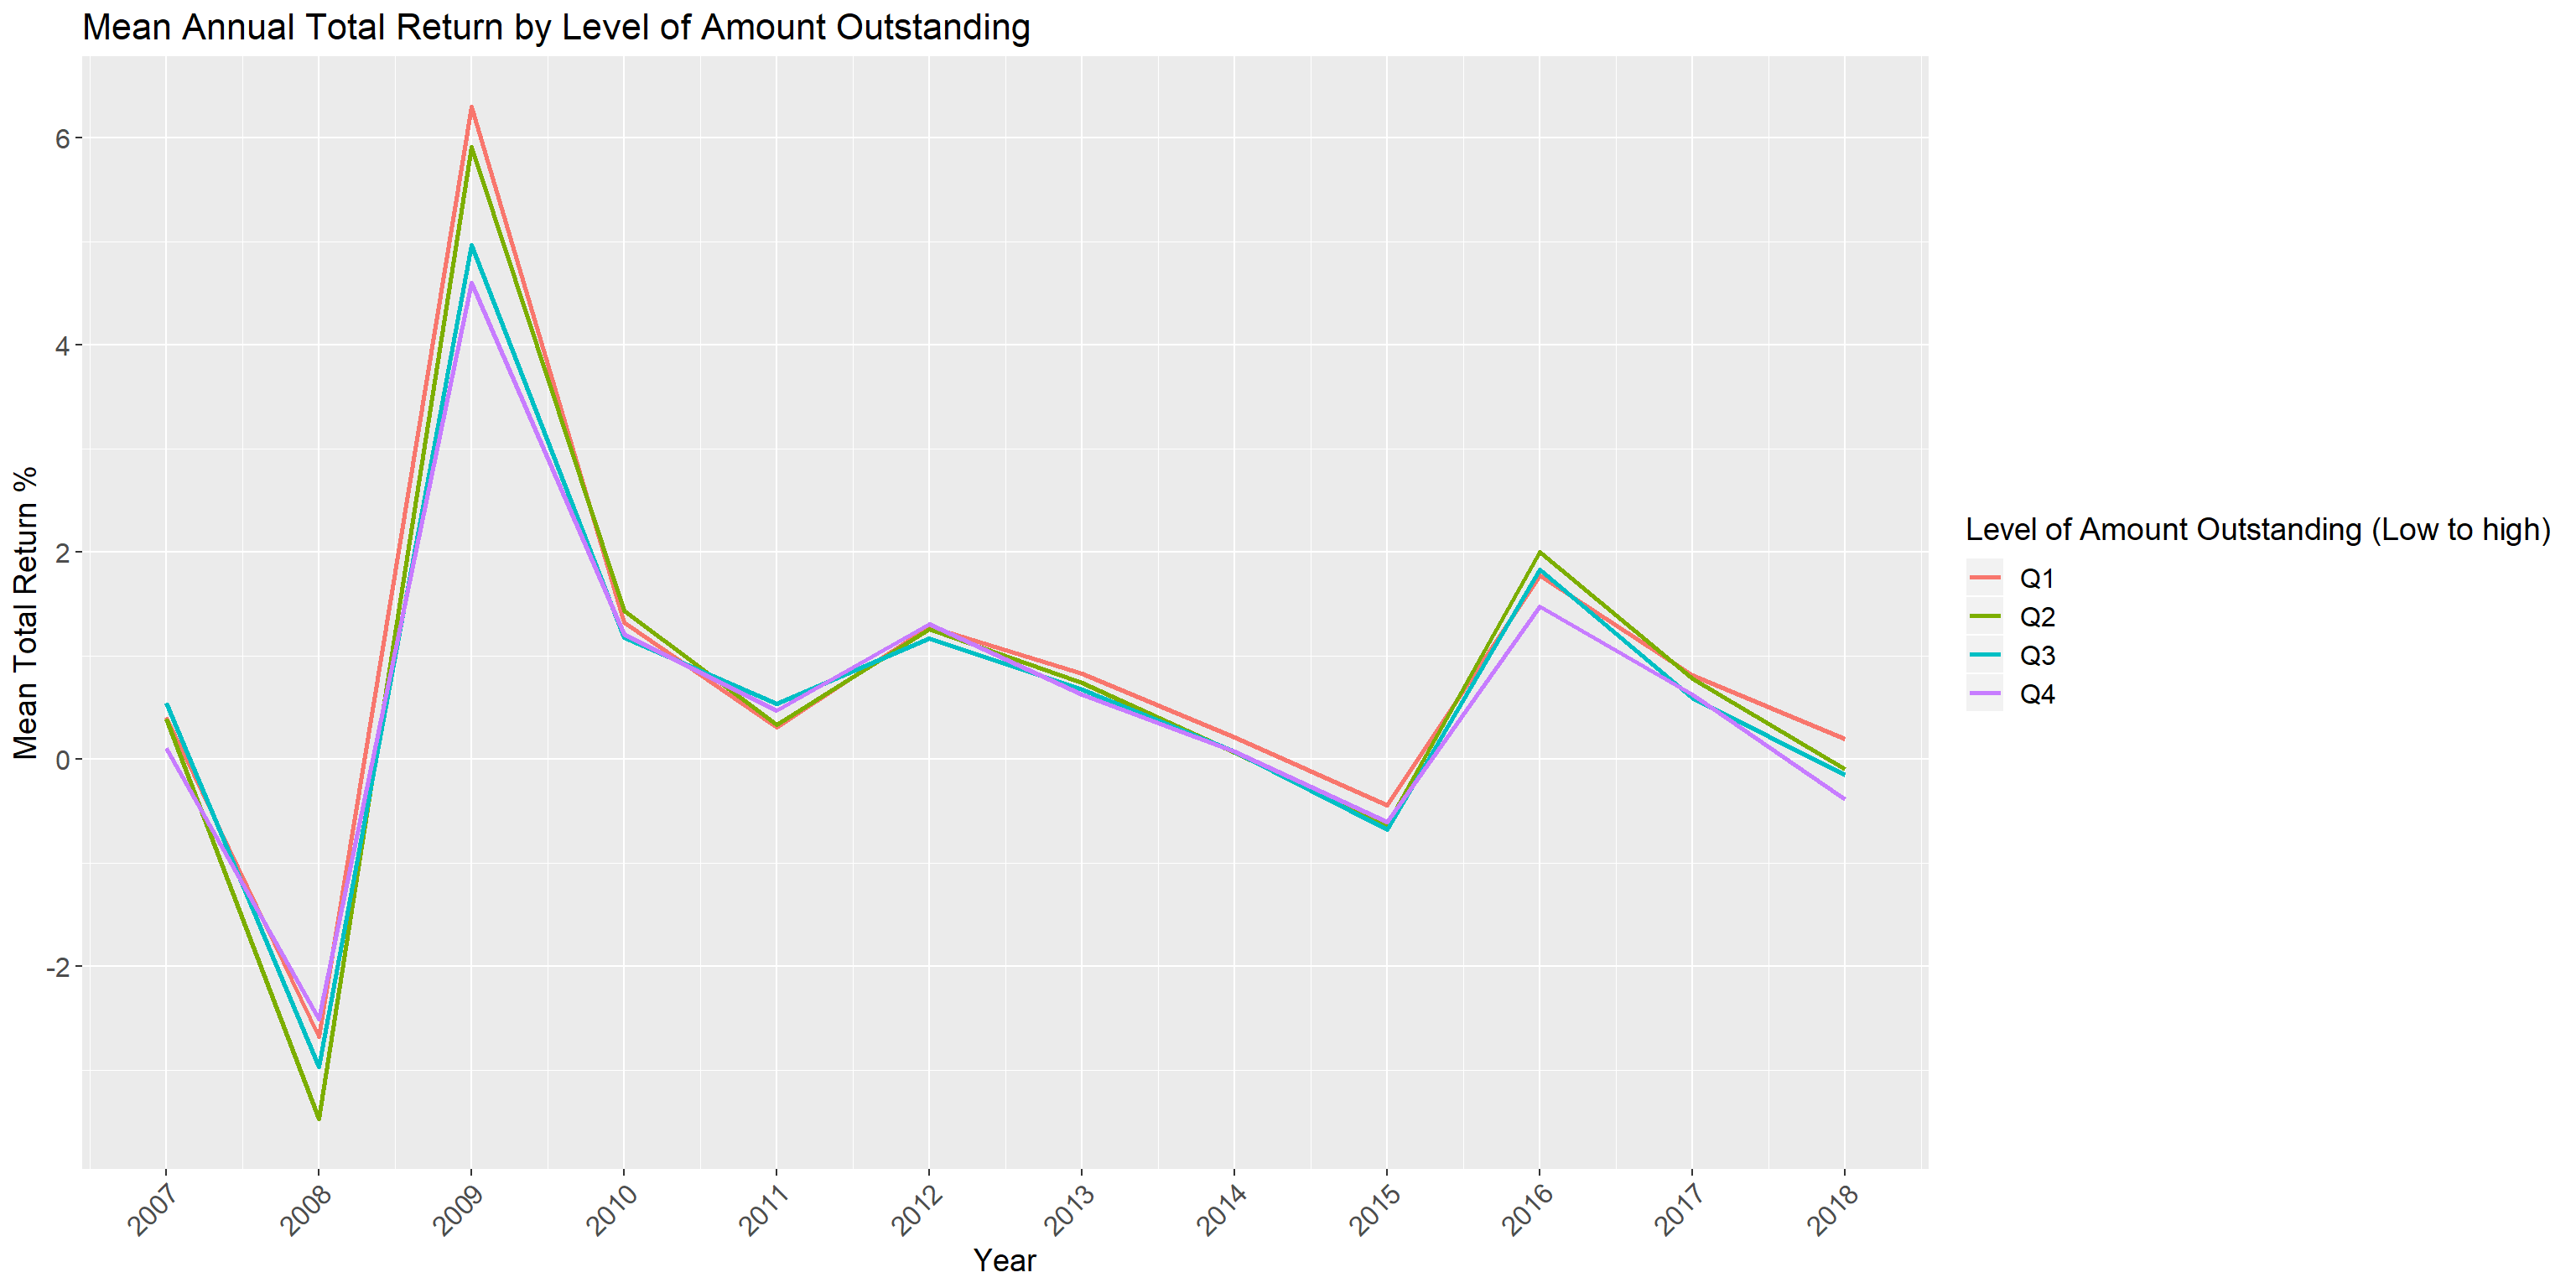 Mean Annual Total Return by Level of Amount Outstanding
Mean Total Return %
6
4
2
0
-2
2007
2008
2009
2010
2011
2012
2013
2014
2015
2016
2017
2018
Year
Level of Amount Outstanding (Low to high)
Q1
Q2
Q3
Q4